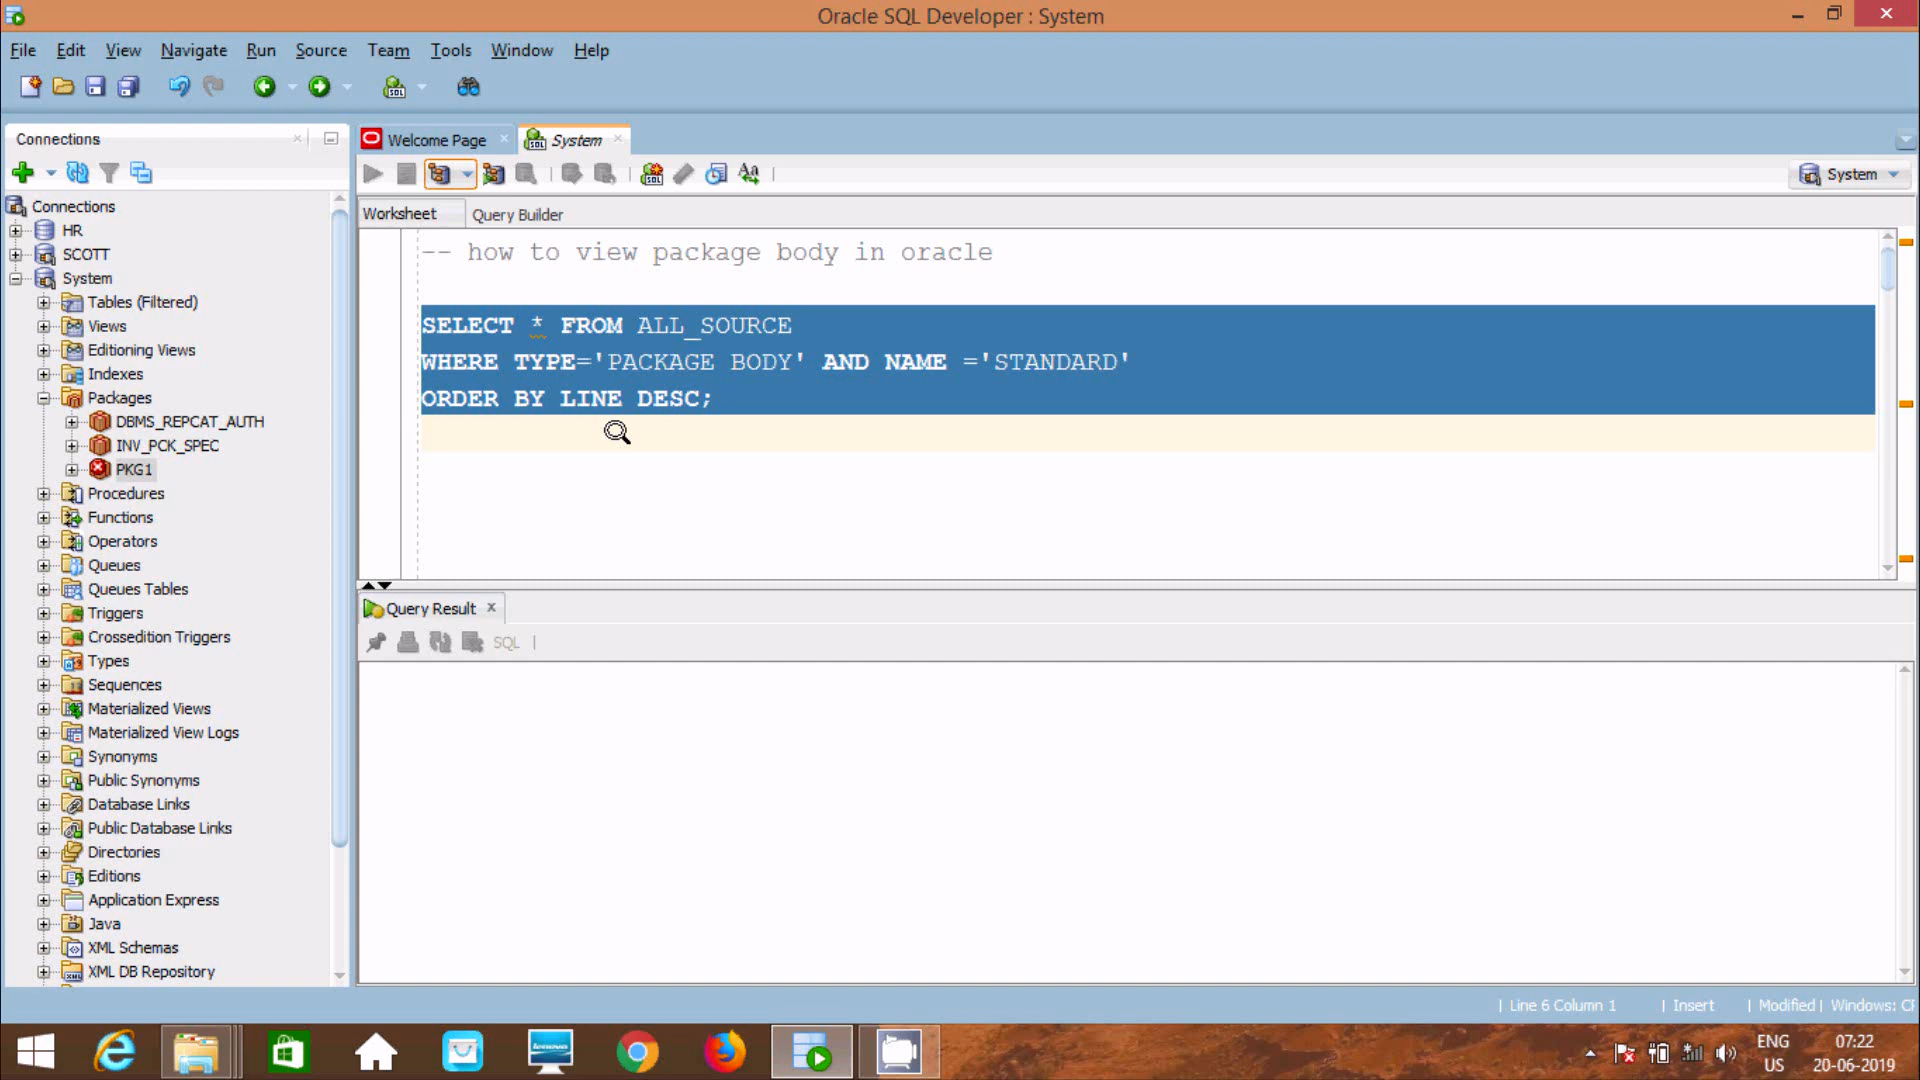 Oracle SQL Developer : System
File Edit View Navigate Run Source Team Tools Window Help
Connections
Welcome Page
System
System
Worksheet
Query Builder
Connections
HR
SCOTT
System
Tables (Filtered)
Views
Editioning Views
Indexes
Packages
DBMS_REPCAT_AUTH
INV_PCK_SPEC
PKG1
Procedures
Functions
Operators
Queues
Queues Tables
Triggers
Crossedition Triggers
Types
Sequences
Materialized Views
Materialized View Logs
Synonyms
Public Synonyms
Database Links
Public Database Links
Directories
Editions
Application Express
Java
XML Schemas
XML DB Repository
-- how to view package body in oracle
SELECT * FROM ALL_SOURCE
WHERE TYPE='PACKAGE BODY' AND NAME ='STANDARD'
ORDER BY LINE DESC;
Query Result
SQL
| Line 6 Column 1 | Insert | Modified | Windows:
ENG
US
07:22
20-06-2019